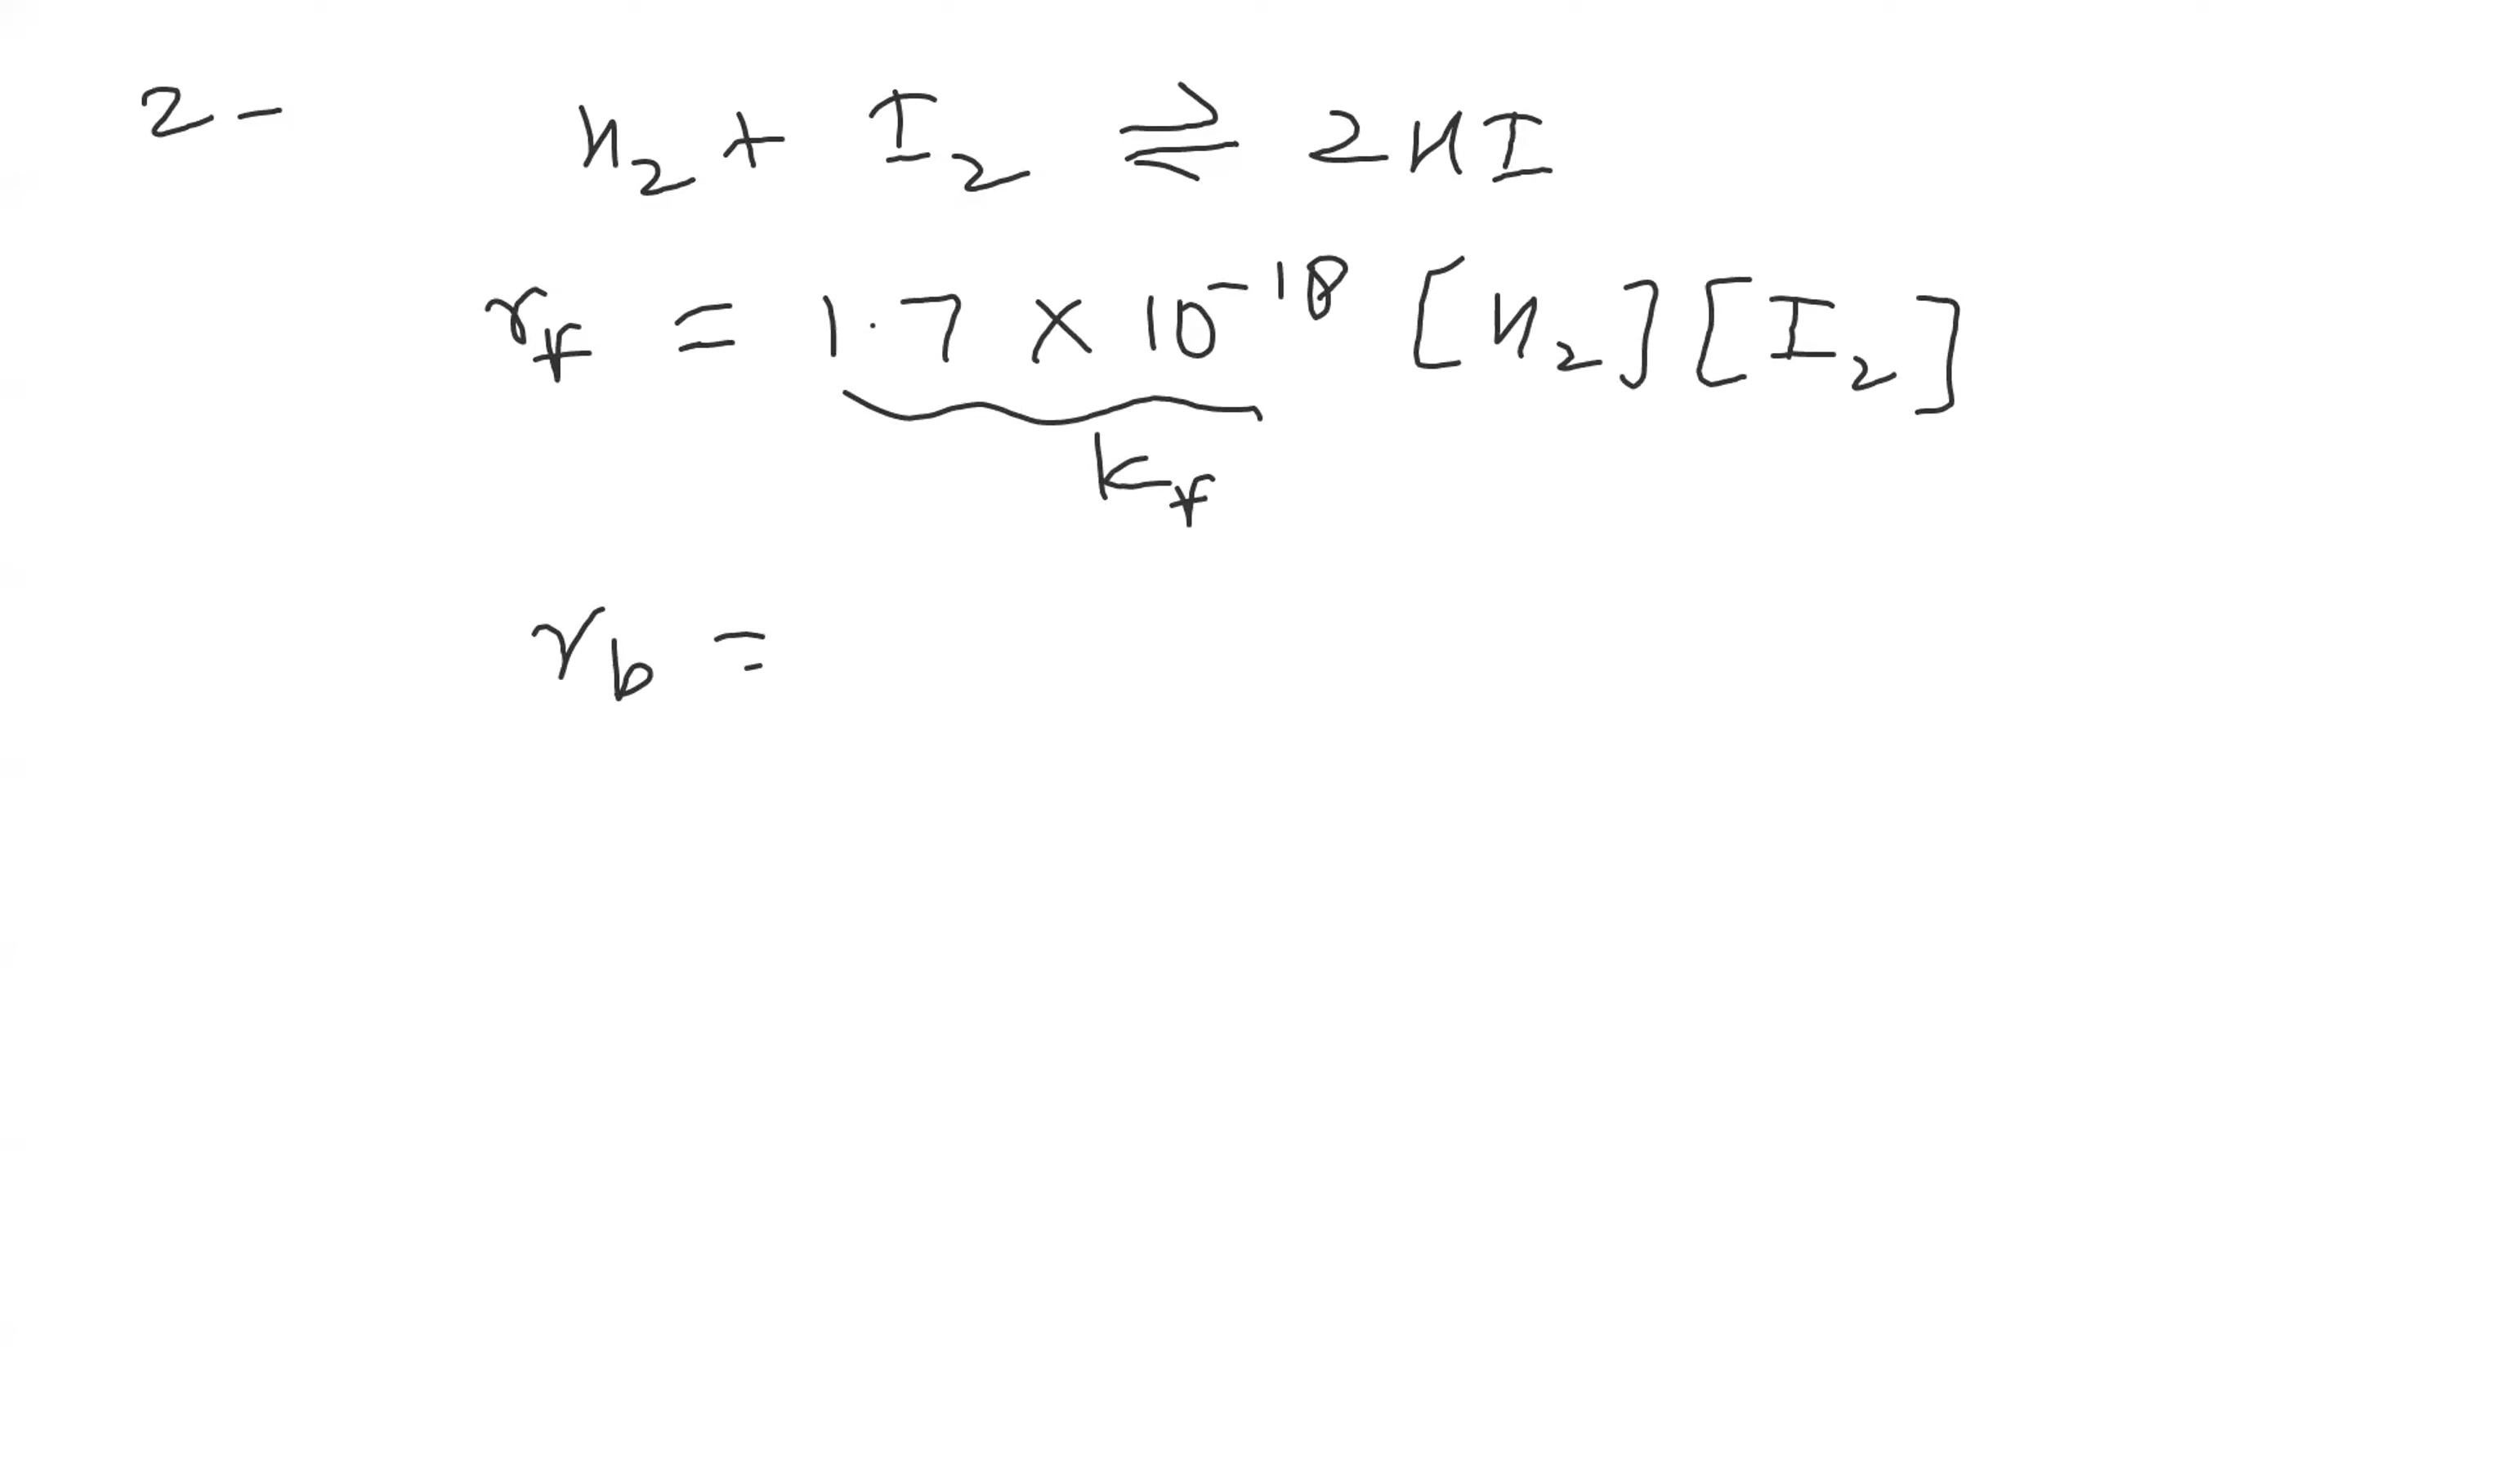 2 - H₂ + I₂ ⇌ 2HI
r_f = 1.7 × 10⁻¹⁸ [H₂][I₂]
k_f
r_b =